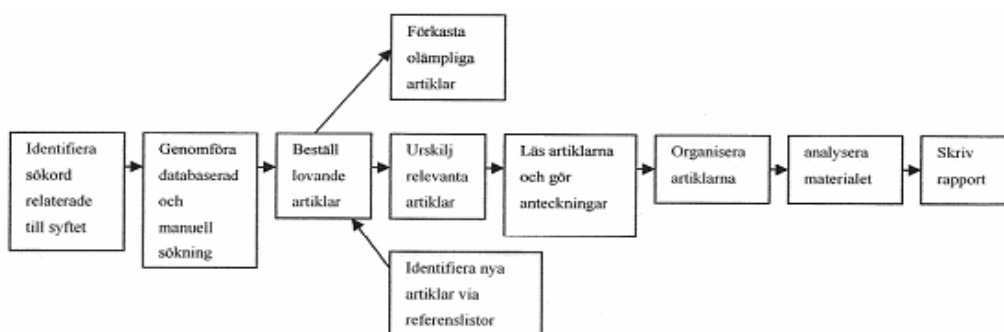 Förkasta
olämpliga
artiklar
Identifiera
sökord
relaterade
till syftet
Genomföra
databaserad
och
manuell
sökning
Beställ
lovande
artiklar
Urskilj
relevanta
artiklar
Läs artiklarna
och gör
anteckningar
Organisera
artiklarna
analysera
materialet
Skriv
rapport
Identifiera nya
artiklar via
referenslistor